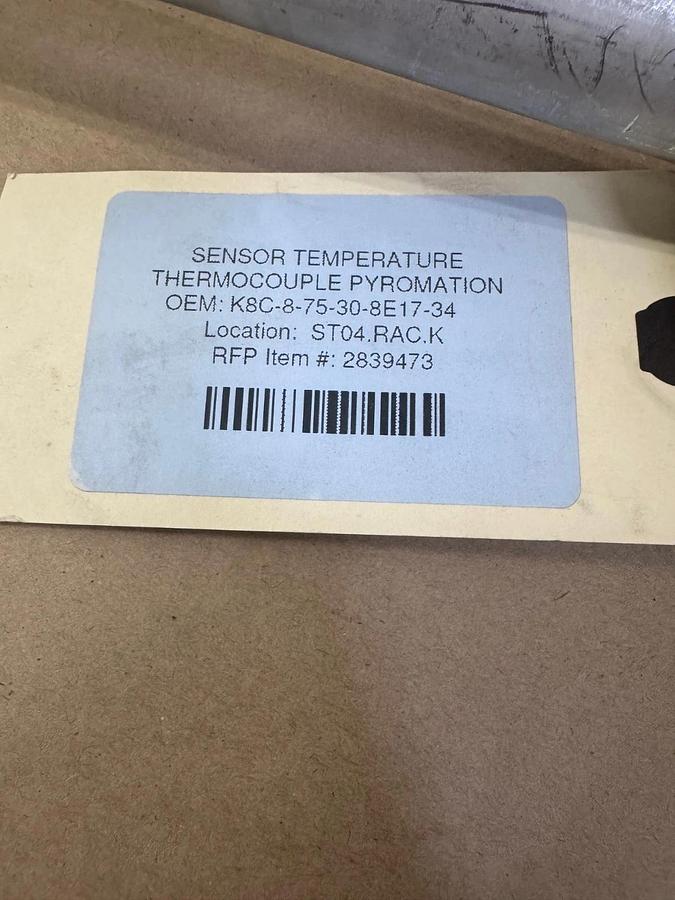 SENSOR TEMPERATURE
THERMOCOUPLE PYROMATION
OEM: K8C-8-75-30-8E17-34
Location: ST04.RAC.K
RFP Item #: 2839473